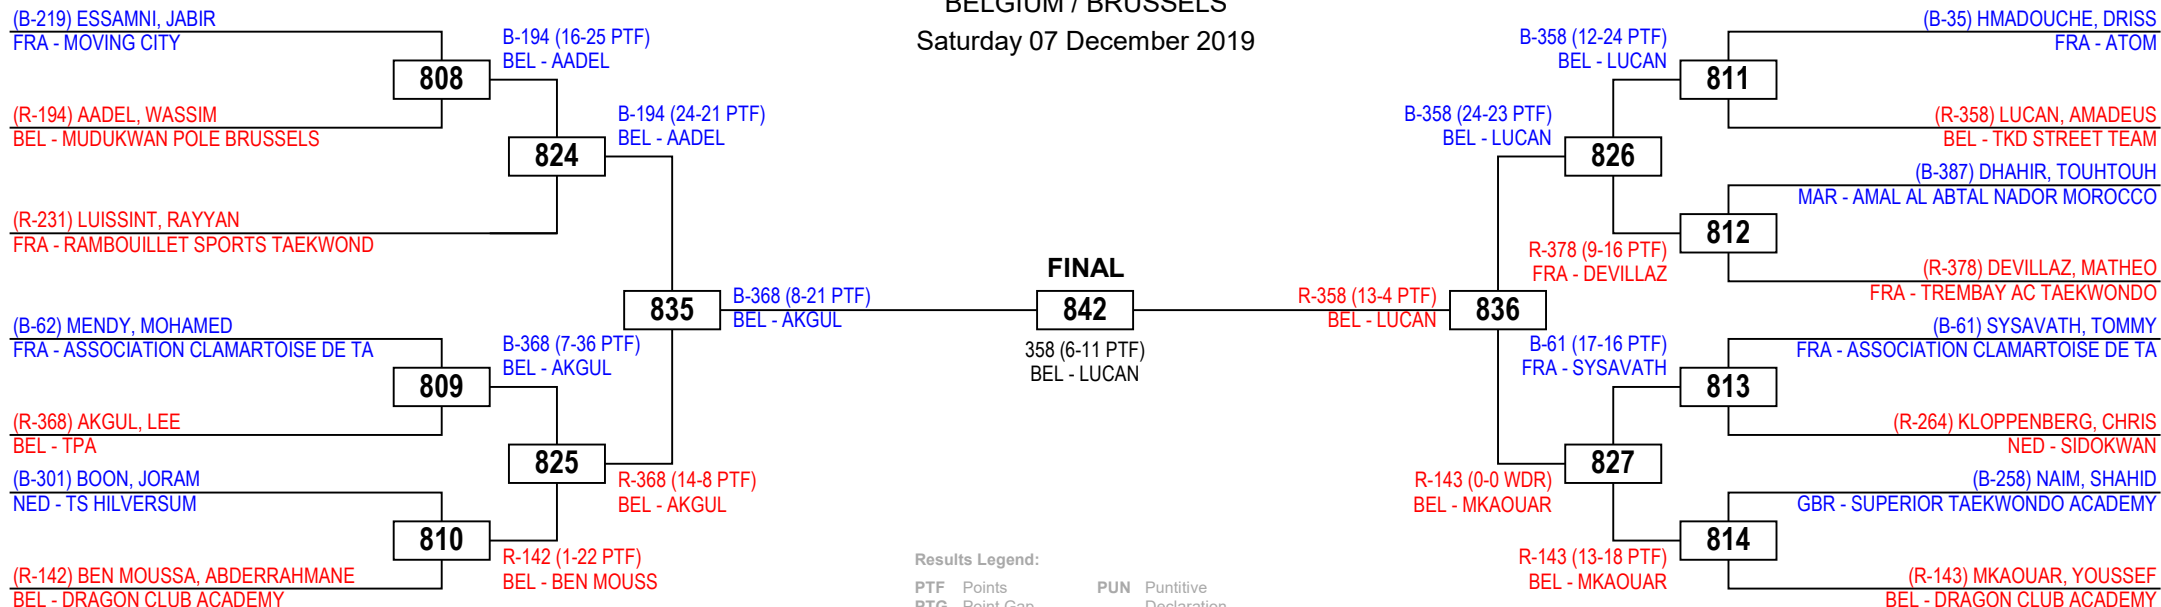 BELGIUM / BRUSSELS
Saturday 07 December 2019
(B-219) ESSAMNI, JABIR
FRA - MOVING CITY
808
(R-194) AADEL, WASSIM
BEL - MUDUKWAN POLE BRUSSELS
B-194 (16-25 PTF)
BEL - AADEL
824
(R-231) LUISSINT, RAYYAN
FRA - RAMBOUILLET SPORTS TAEKWOND
B-194 (24-21 PTF)
BEL - AADEL
835
(B-62) MENDY, MOHAMED
FRA - ASSOCIATION CLAMARTOISE DE TA
809
(R-368) AKGUL, LEE
BEL - TPA
B-368 (7-36 PTF)
BEL - AKGUL
825
(B-301) BOON, JORAM
NED - TS HILVERSUM
810
(R-142) BEN MOUSSA, ABDERRAHMANE
BEL - DRAGON CLUB ACADEMY
R-142 (1-22 PTF)
BEL - BEN MOUSS
R-368 (14-8 PTF)
BEL - AKGUL
B-368 (8-21 PTF)
BEL - AKGUL
FINAL
842
358 (6-11 PTF)
BEL - LUCAN
R-358 (13-4 PTF)
BEL - LUCAN
836
B-358 (24-23 PTF)
BEL - LUCAN
826
B-358 (12-24 PTF)
BEL - LUCAN
811
(B-35) HMADOUCHE, DRISS
FRA - ATOM
(R-358) LUCAN, AMADEUS
BEL - TKD STREET TEAM
(B-387) DHAHIR, TOUHTOUH
MAR - AMAL AL ABTAL NADOR MOROCCO
812
R-378 (9-16 PTF)
FRA - DEVILLAZ
(R-378) DEVILLAZ, MATHEO
FRA - TREMBAY AC TAEKWONDO
(B-61) SYSAVATH, TOMMY
FRA - ASSOCIATION CLAMARTOISE DE TA
B-61 (17-16 PTF)
FRA - SYSAVATH
813
(R-264) KLOPPENBERG, CHRIS
NED - SIDOKWAN
827
R-143 (0-0 WDR)
BEL - MKAOUAR
(B-258) NAIM, SHAHID
GBR - SUPERIOR TAEKWONDO ACADEMY
814
R-143 (13-18 PTF)
BEL - MKAOUAR
(R-143) MKAOUAR, YOUSSEF
BEL - DRAGON CLUB ACADEMY
Results Legend:
PTF Points PUN Puntitive
PTG Point Gap Declaration